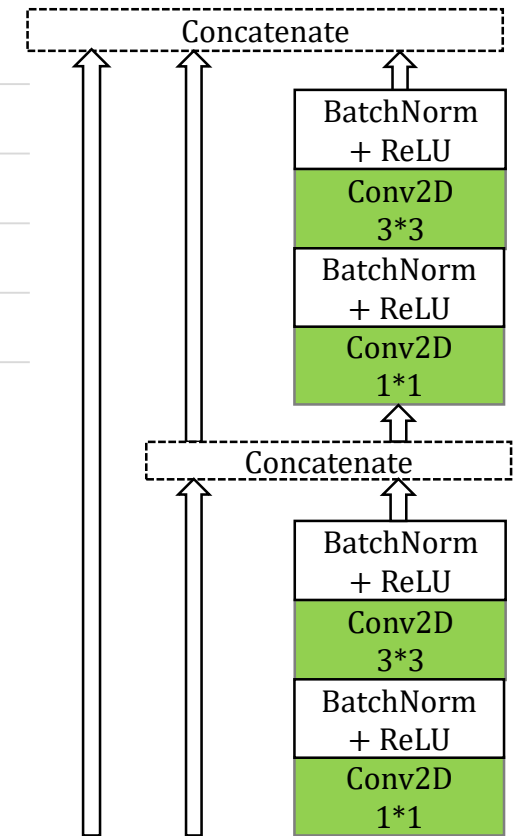 Concatenate
BatchNorm
+ ReLU
Conv2D
3*3
BatchNorm
+ ReLU
Conv2D
1*1
Concatenate
BatchNorm
+ ReLU
Conv2D
3*3
BatchNorm
+ ReLU
Conv2D
1*1